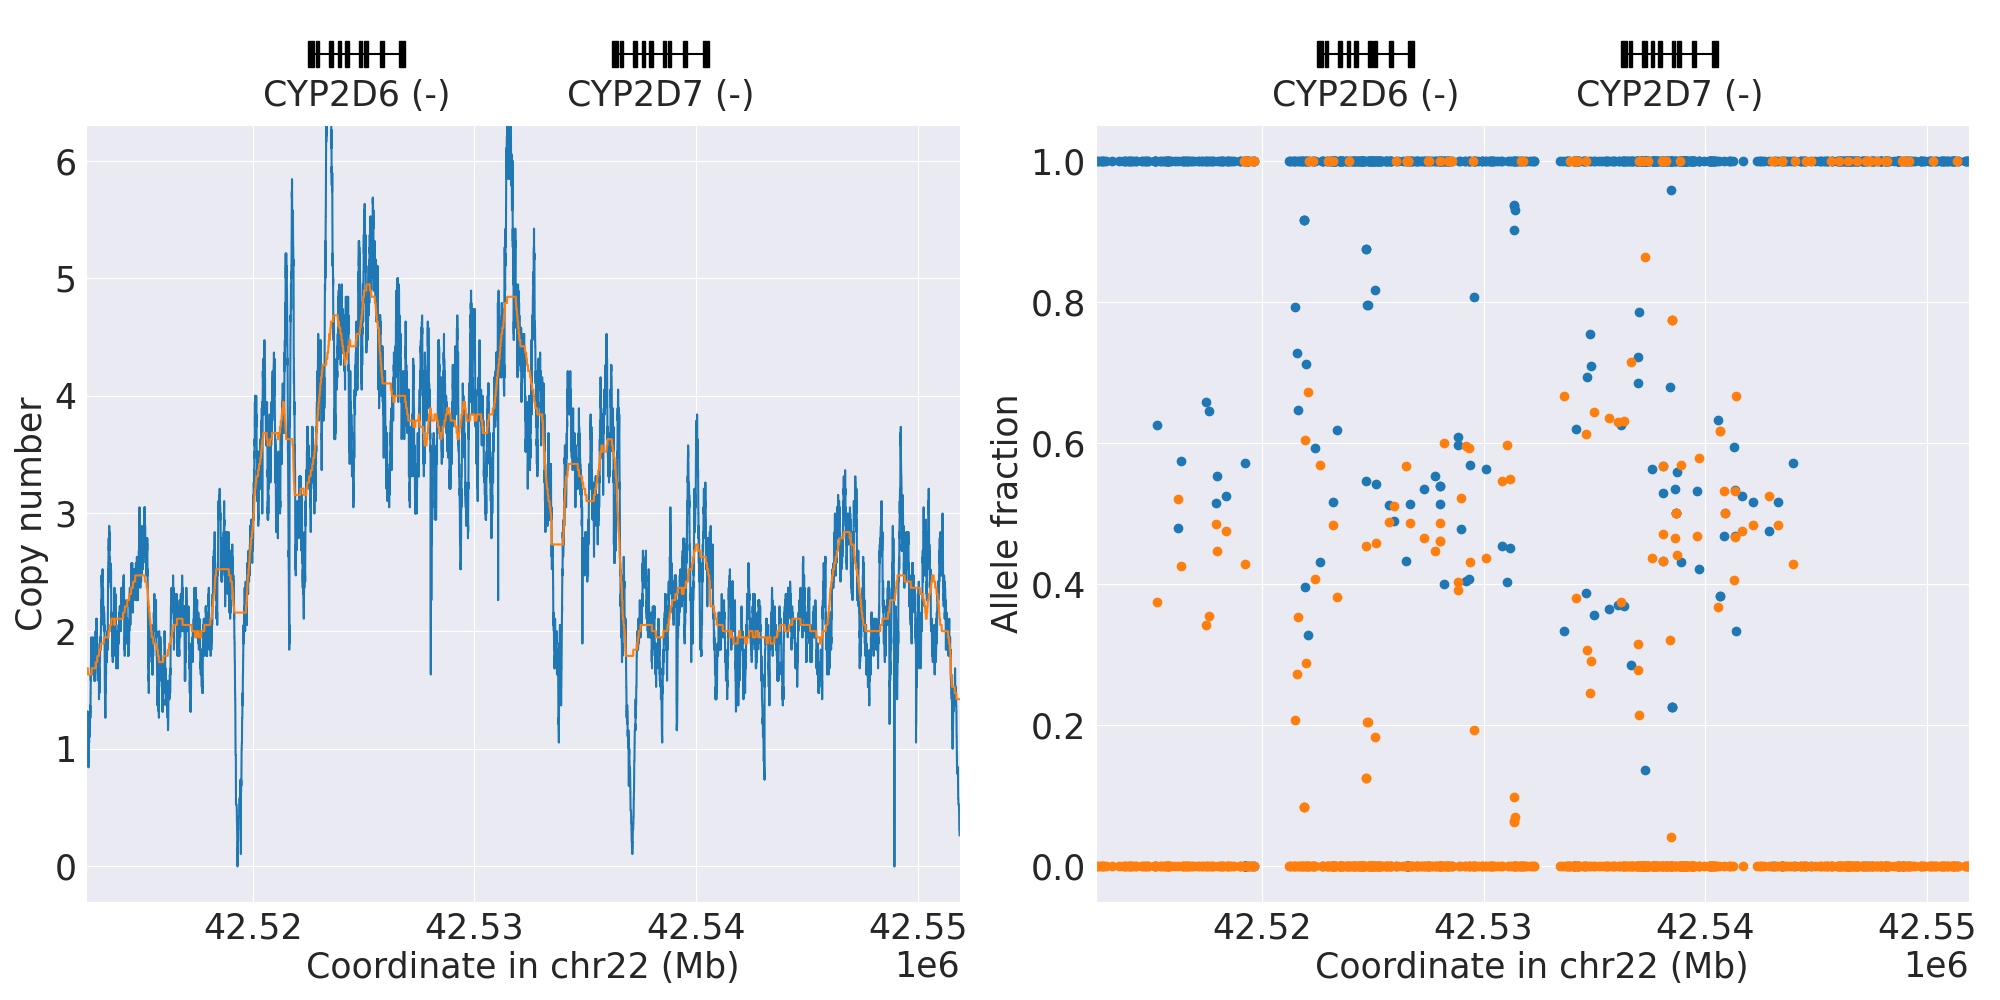 CYP2D6 (-) CYP2D7 (-)
6
5
4
3
2
1
0
Copy number
42.52 42.53 42.54 42.55
Coordinate in chr22 (Mb) 1e6
CYP2D6 (-) CYP2D7 (-)
1.0
0.8
0.6
0.4
0.2
0.0
Allele fraction
42.52 42.53 42.54 42.55
Coordinate in chr22 (Mb) 1e6